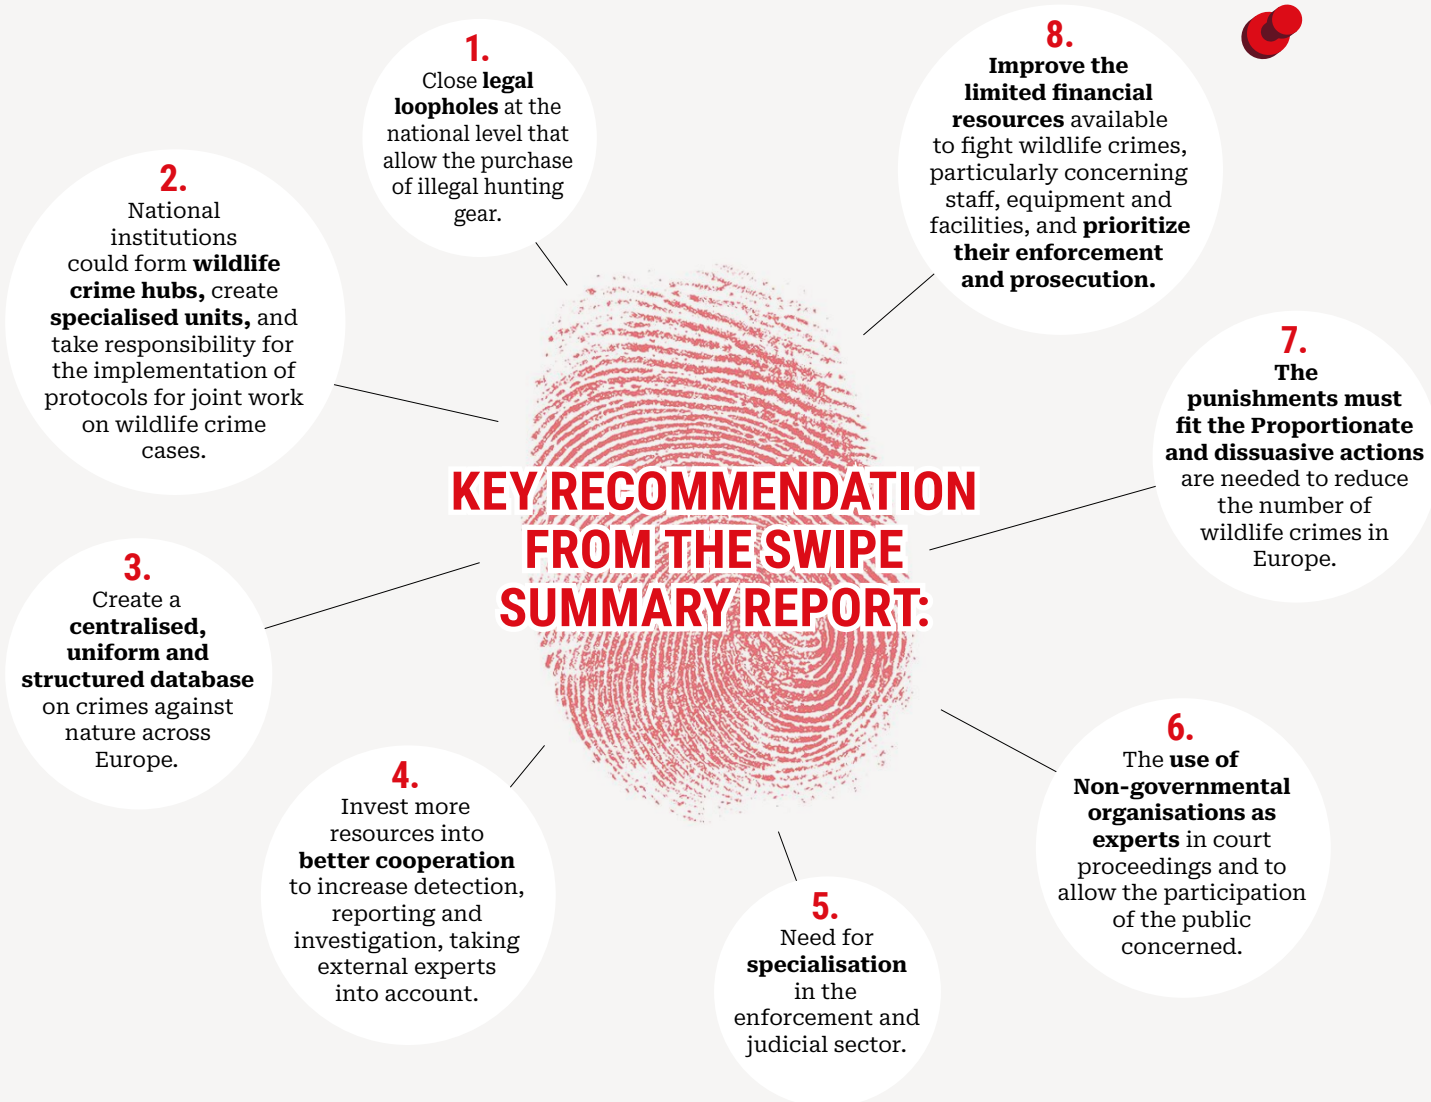 1.
Close legal
loopholes at the
national level that
allow the purchase
of illegal hunting
gear.
2.
National
institutions
could form wildlife
crime hubs, create
specialised units, and
take responsibility for
the implementation of
protocols for joint work
on wildlife crime
cases.
3.
Create a
centralised,
uniform and
structured database
on crimes against
nature across
Europe.
4.
Invest more
resources into
better cooperation
to increase detection,
reporting and
investigation, taking
external experts
into account.
5.
Need for
specialisation
in the
enforcement and
judicial sector.
6.
The use of
Non-governmental
organisations as
experts in court
proceedings and to
allow the participation
of the public
concerned.
7.
The
punishments must
fit the Proportionate
and dissuasive actions
are needed to reduce
the number of
wildlife crimes in
Europe.
8.
Improve the
limited financial
resources available
to fight wildlife crimes,
particularly concerning
staff, equipment and
facilities, and prioritize
their enforcement
and prosecution.
KEY RECOMMENDATION
FROM THE SWIPE
SUMMARY REPORT: